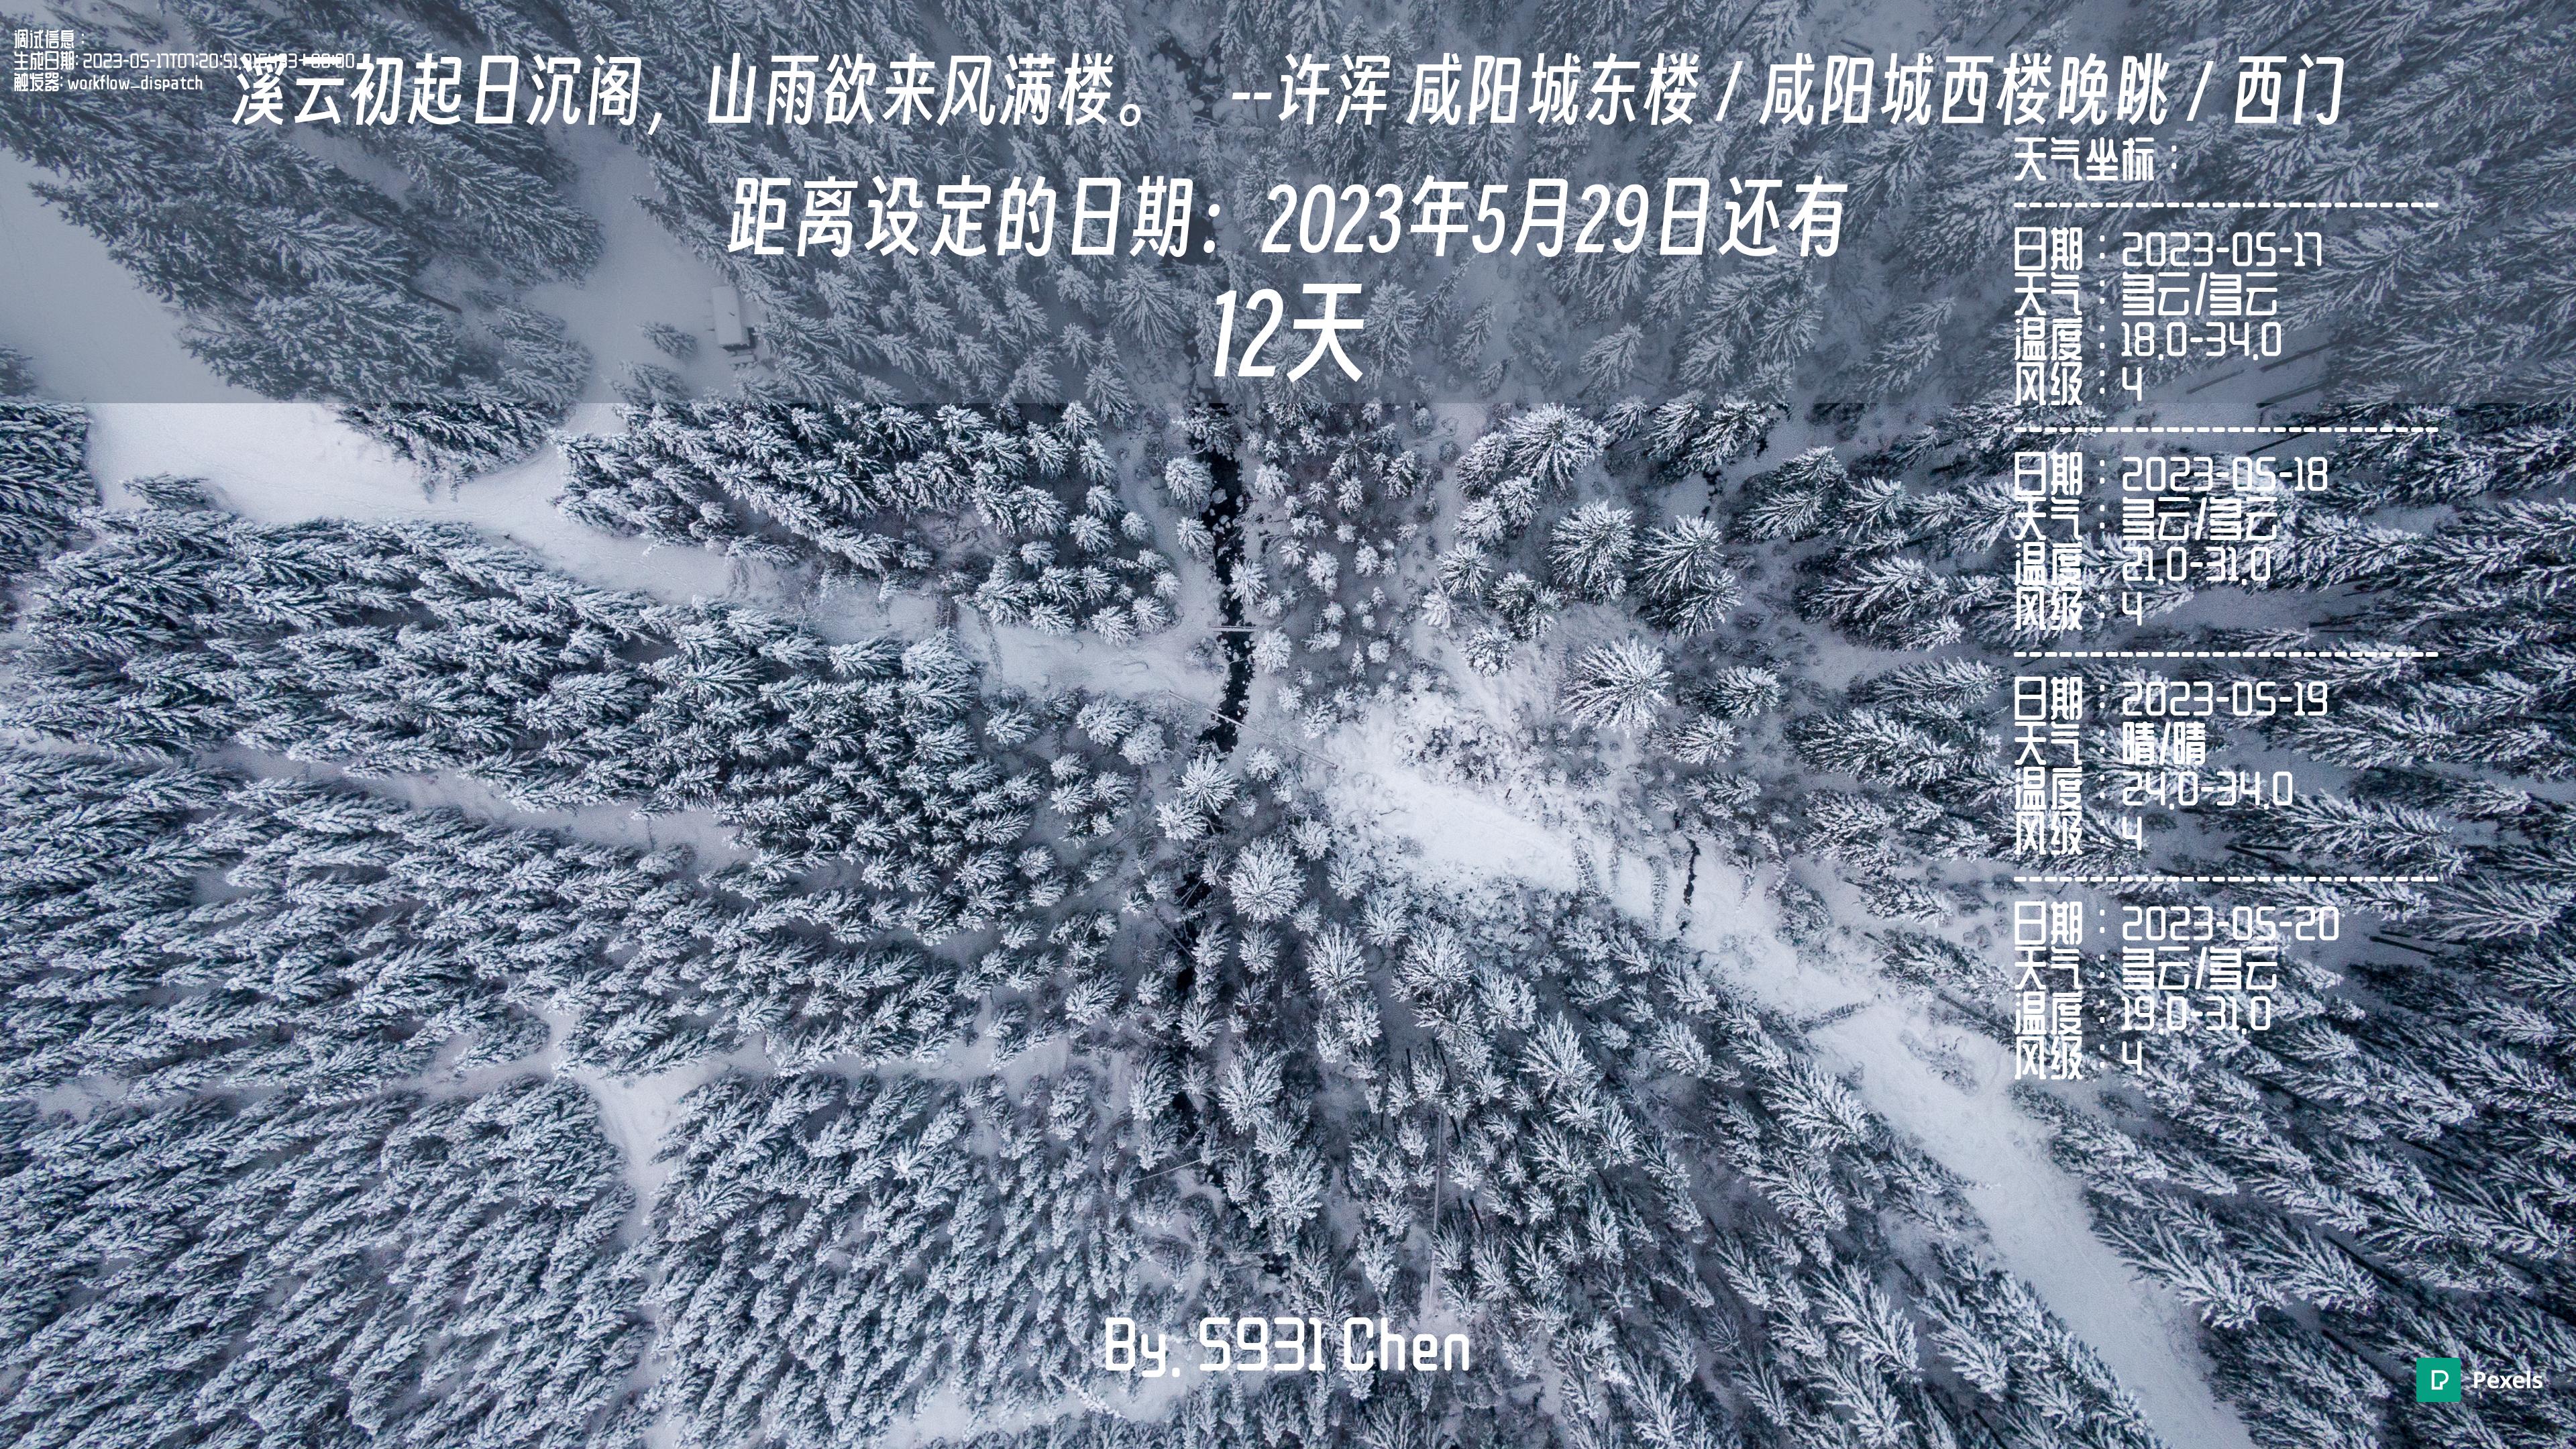 调试信息：
生成日期: 2023-05-17T07:20:51
触发器: workflow_dispatch
溪云初起日沉阁，山雨欲来风满楼。 --许浑 咸阳城东楼 / 咸阳城西楼晚眺 / 西门
距离设定的日期：2023年5月29日还有
12天
天气坐标：
----------------------------
日期：2023-05-17
天气：多云/多云
温度：18.0-34.0
风级：4
----------------------------
日期：2023-05-18
天气：多云/多云
温度：21.0-31.0
风级：4
----------------------------
日期：2023-05-19
天气：晴/晴
温度：24.0-34.0
风级：4
----------------------------
日期：2023-05-20
天气：多云/多云
温度：19.0-31.0
风级：4
By. S931 Chen
Pexels